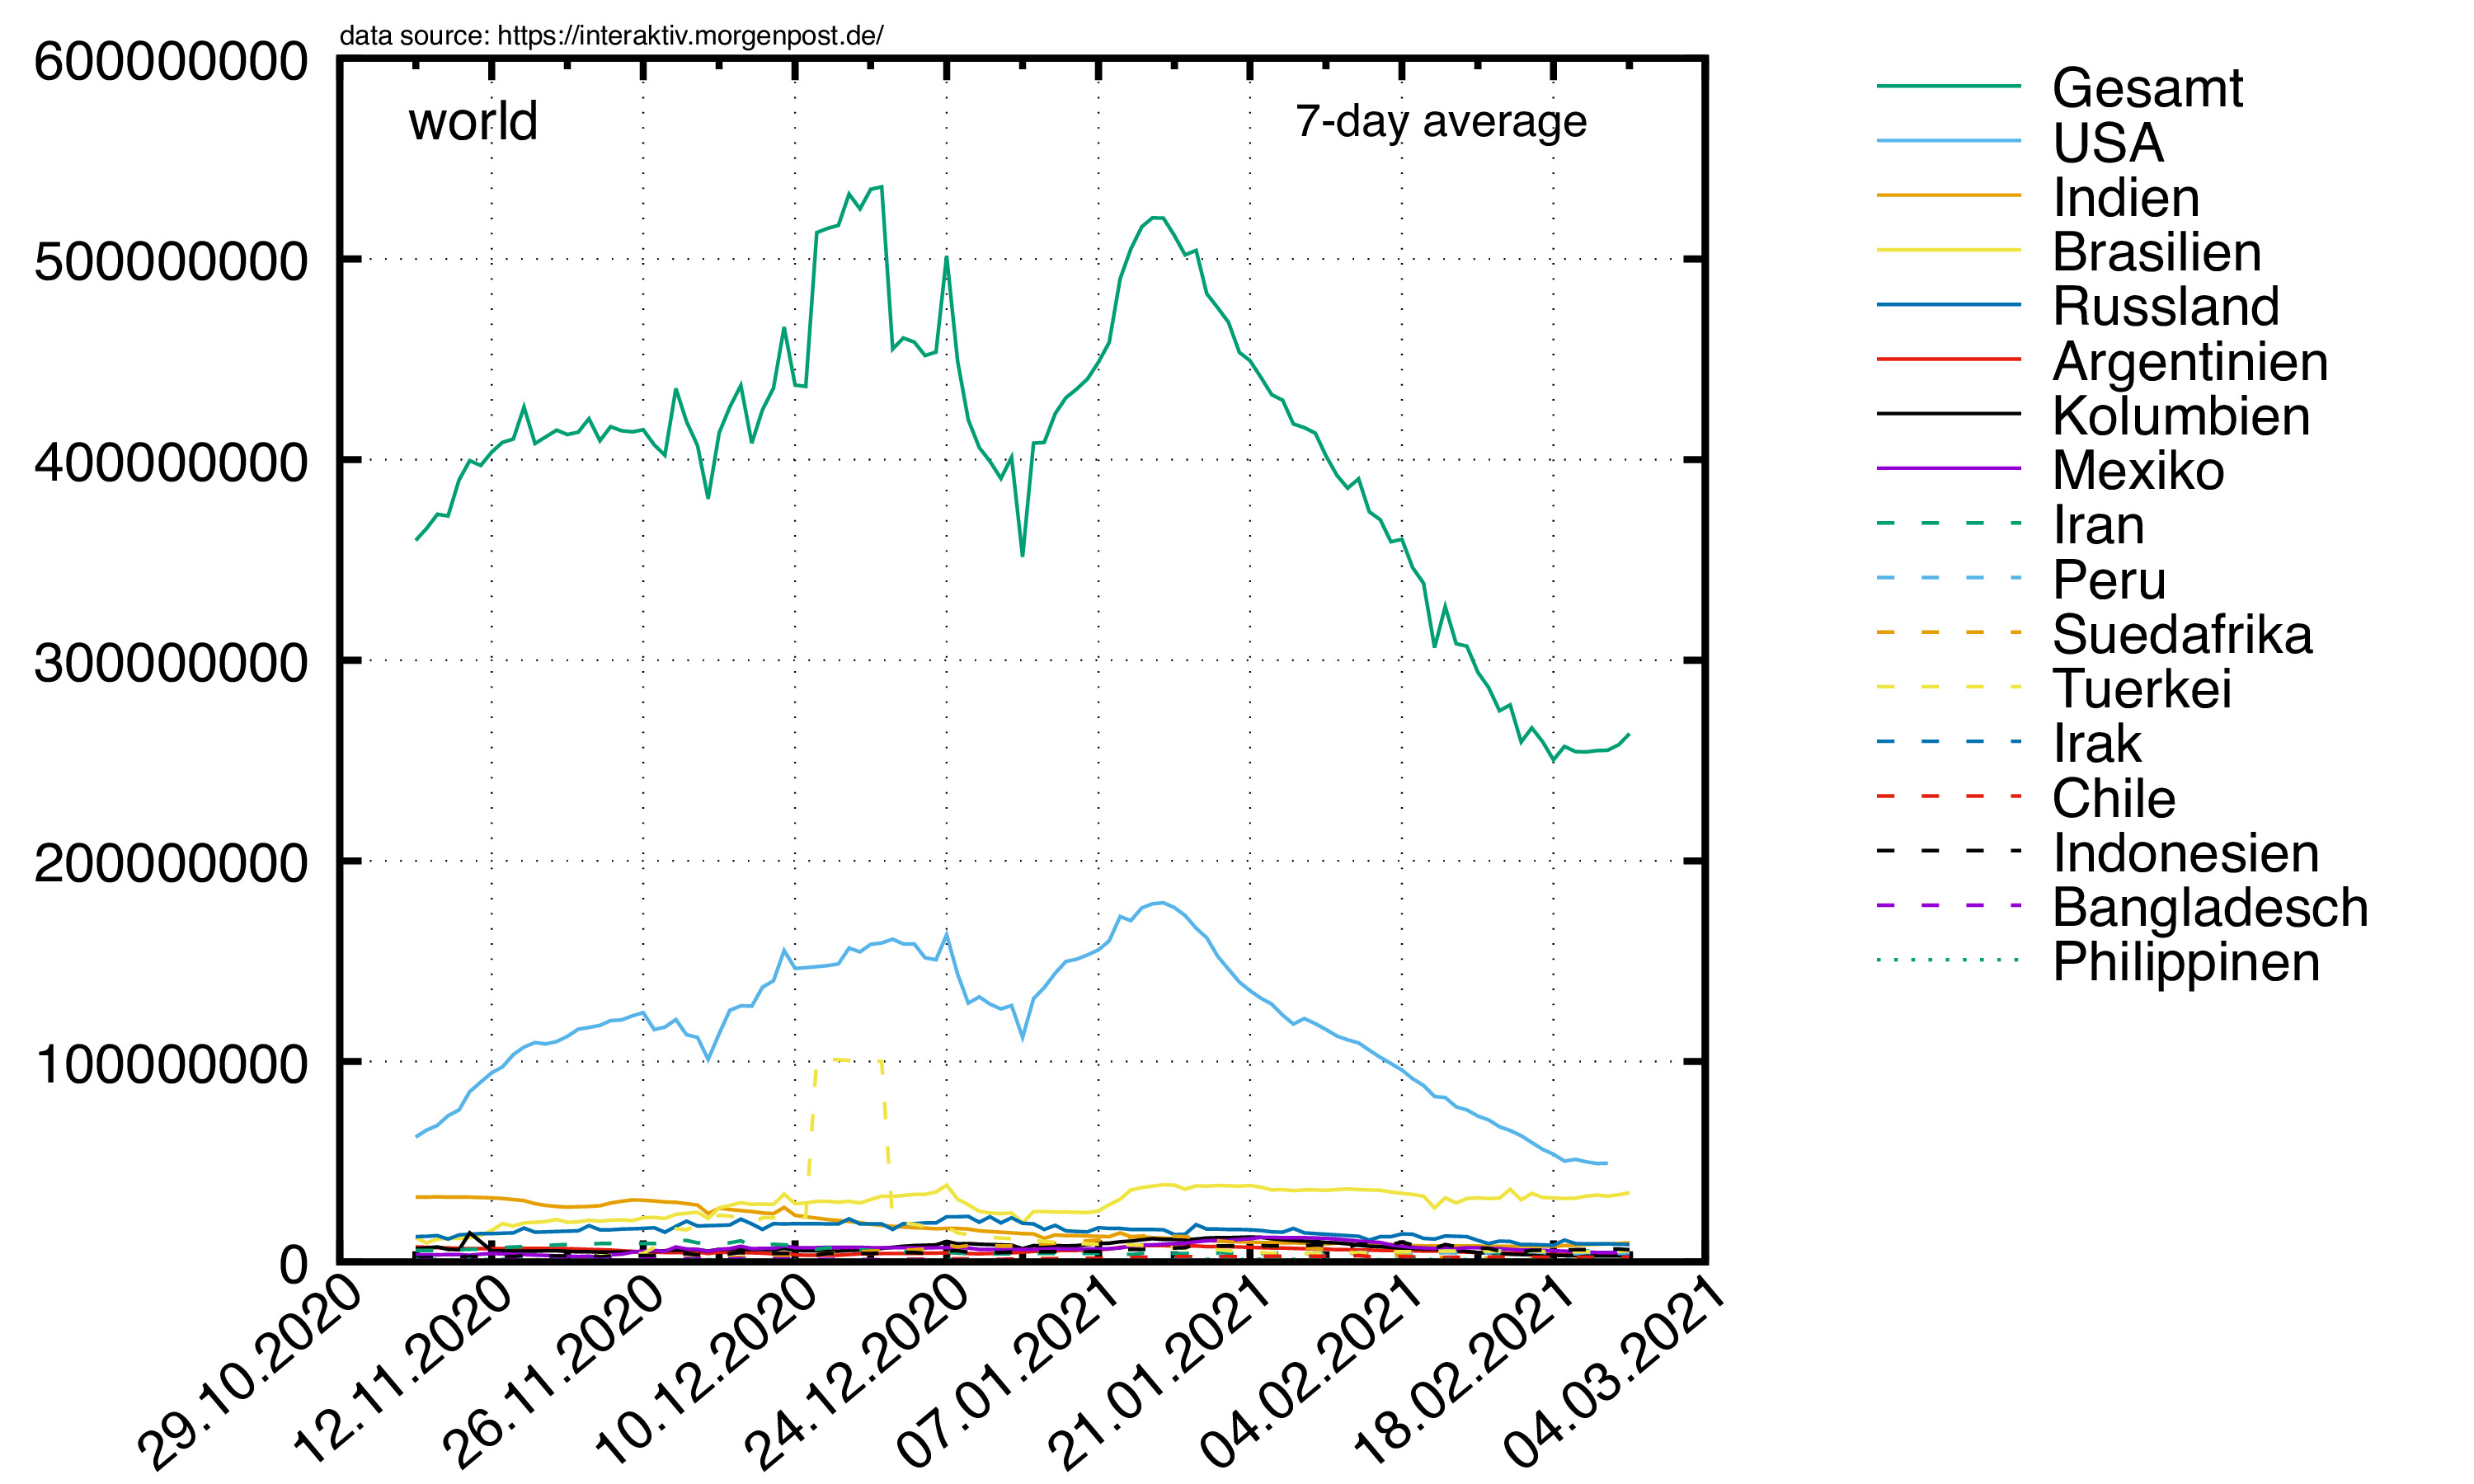 data source: https://interaktiv.morgenpost.de/
world
7-day average
600000000
500000000
400000000
300000000
200000000
100000000
0
29.10.2020
12.11.2020
26.11.2020
10.12.2020
24.12.2020
07.01.2021
21.01.2021
04.02.2021
18.02.2021
04.03.2021
Gesamt
USA
Indien
Brasilien
Russland
Argentinien
Kolumbien
Mexiko
Iran
Peru
Suedafrika
Tuerkei
Irak
Chile
Indonesien
Bangladesch
Philippinen